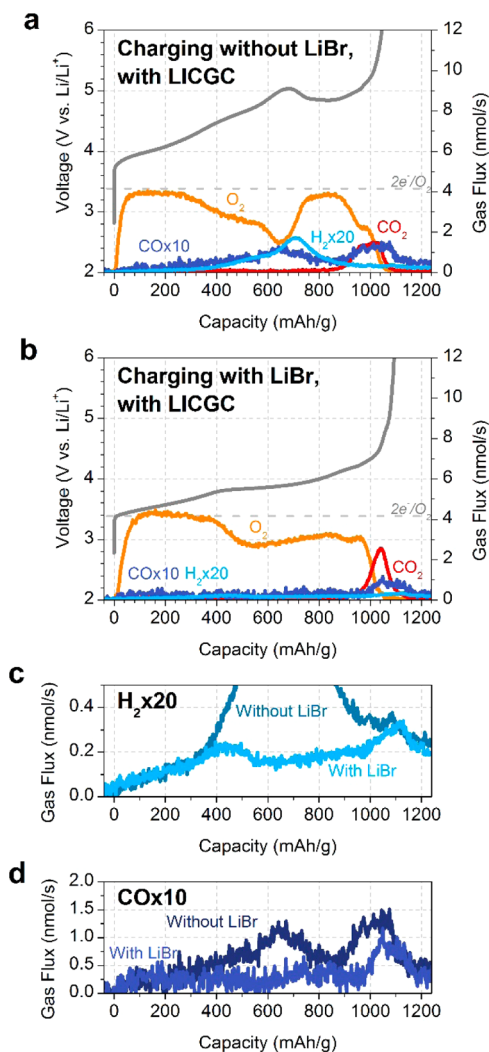 a
Charging without LiBr,
with LICGC
Voltage (V vs. Li/Li⁺)
6
5
4
3
2
Gas Flux (nmol/s)
12
10
8
6
4
2
0
2e⁻/O₂
O₂
COx10
H₂x20
CO₂
0 200 400 600 800 1000 1200
Capacity (mAh/g)
b
Charging with LiBr,
with LICGC
Voltage (V vs. Li/Li⁺)
6
5
4
3
2
Gas Flux (nmol/s)
12
10
8
6
4
2
0
2e⁻/O₂
O₂
COx10 H₂x20
CO₂
0 200 400 600 800 1000 1200
Capacity (mAh/g)
c
H₂x20
Gas Flux (nmol/s)
0.4
0.2
0.0
Without LiBr
With LiBr
0 200 400 600 800 1000 1200
Capacity (mAh/g)
d
COx10
Gas Flux (nmol/s)
2.0
1.5
1.0
0.5
0.0
Without LiBr
With LiBr
0 200 400 600 800 1000 1200
Capacity (mAh/g)